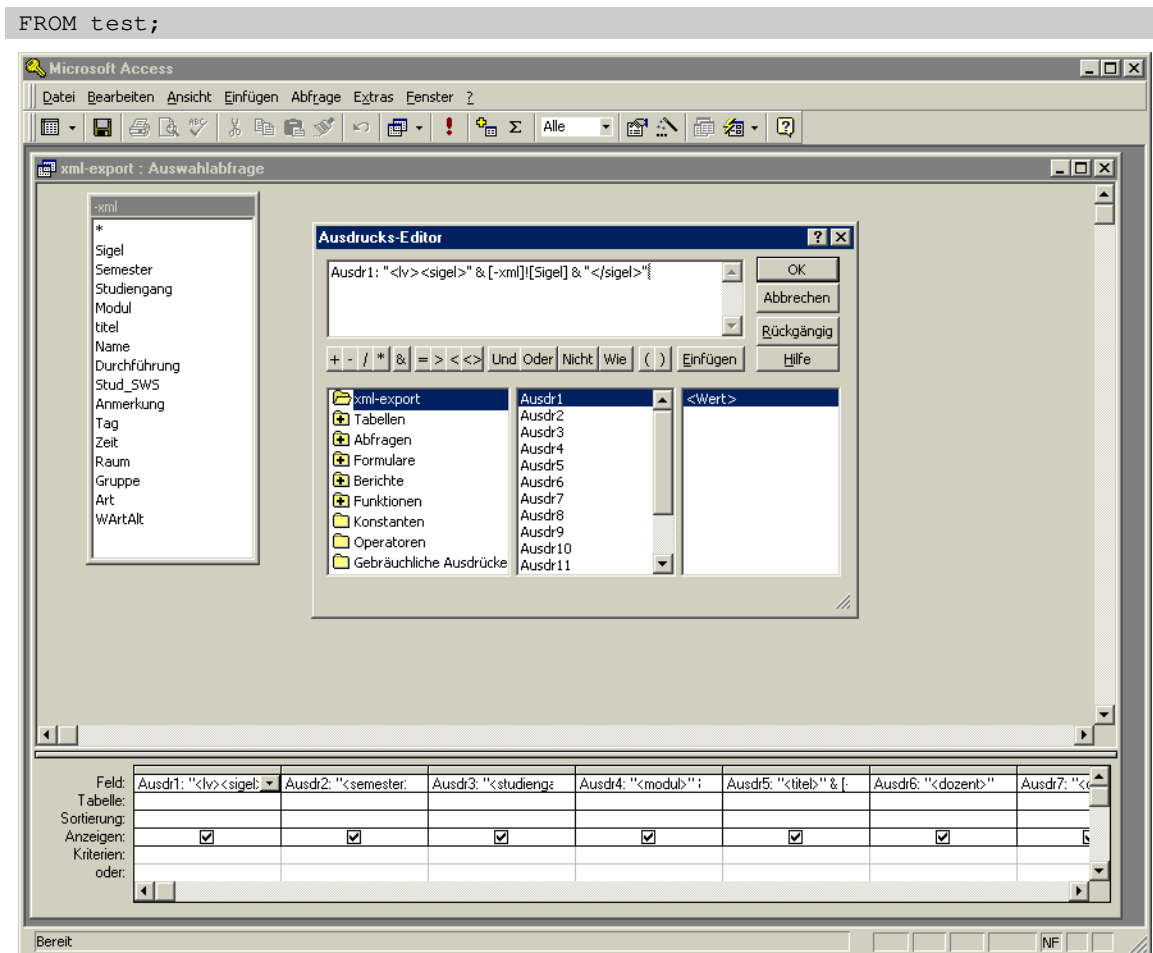 FROM test;
Microsoft Access
Datei Bearbeiten Ansicht Einfügen Abfrage Extras Fenster ?
ABC Σ Alle
xml-export : Auswahlabfrage
-xml
*
Sigel
Semester
Studiengang
Modul
titel
Name
Durchführung
Stud_SWS
Anmerkung
Tag
Zeit
Raum
Gruppe
Art
WArtAlt
Ausdrucks-Editor
Ausdr1: "<lv><sigel>" & [-xml]![Sigel] & "</sigel>"
OK
Abbrechen
Rückgängig
Hilfe
+ - / * & = > < <> Und Oder Nicht Wie ( ) Einfügen
xml-export
Tabellen
Abfragen
Formulare
Berichte
Funktionen
Konstanten
Operatoren
Gebräuchliche Ausdrücke
Ausdr1
Ausdr2
Ausdr3
Ausdr4
Ausdr5
Ausdr6
Ausdr7
Ausdr8
Ausdr9
Ausdr10
Ausdr11
<Wert>
Feld: Ausdr1: "<lv><sigel> Ausdr2: "<semester: Ausdr3: "<studienga Ausdr4: "<modul>" Ausdr5: "<titel>" & [- Ausdr6: "<dozent>" Ausdr7: "<
Tabelle:
Sortierung:
Anzeigen:
Kriterien:
oder:
Bereit
NF